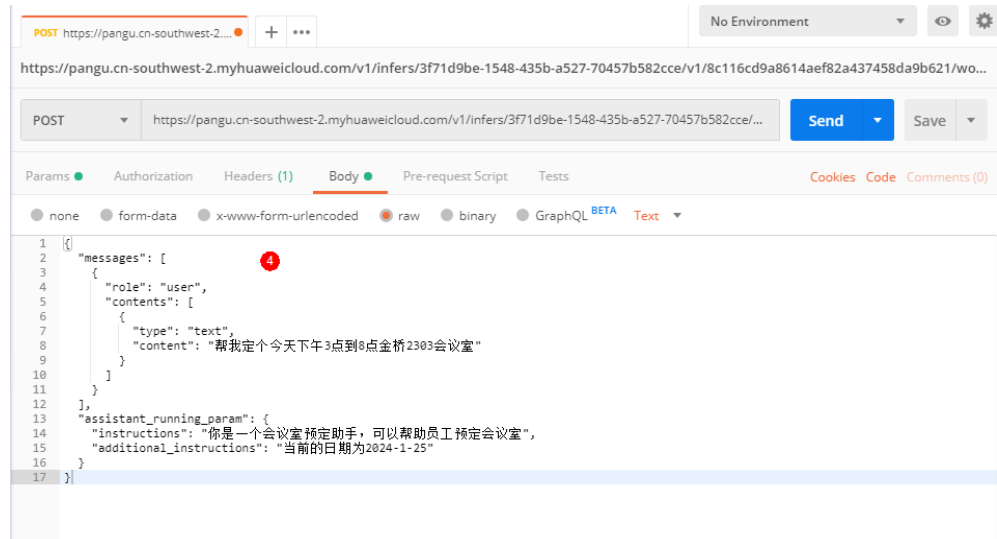 POST https://pangu.cn-southwest-2.... + ••• No Environment
https://pangu.cn-southwest-2.myhuaweicloud.com/v1/infers/3f71d9be-1548-435b-a527-70457b582cce/v1/8c116cd9a8614aef82a437458da9b621/wo...
POST https://pangu.cn-southwest-2.myhuaweicloud.com/v1/infers/3f71d9be-1548-435b-a527-70457b582cce/... Send Save
Params Authorization Headers (1) Body Pre-request Script Tests Cookies Code Comments (0)
none form-data x-www-form-urlencoded raw binary GraphQL BETA Text
1 {
2 "messages": [ 4
3 {
4 "role": "user",
5 "contents": [
6 {
7 "type": "text",
8 "content": "帮我定个今天下午3点到8点金桥2303会议室"
9 }
10 ]
11 }
12 ],
13 "assistant_running_param": {
14 "instructions": "你是一个会议室预定助手，可以帮助员工预定会议室",
15 "additional_instructions": "当前的日期为2024-1-25"
16 }
17 }